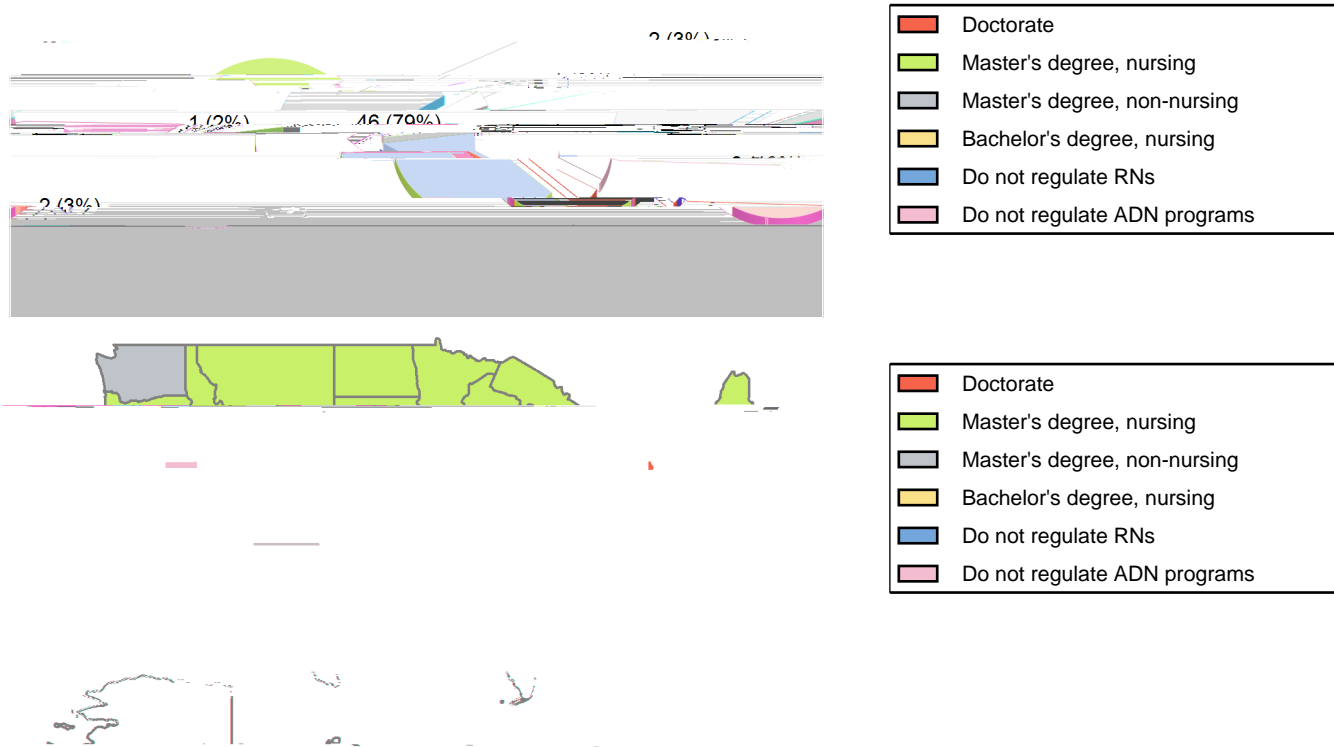 2 (3%)
1 (2%)
46 (79%)
2 (3%)
Doctorate
Master's degree, nursing
Master's degree, non-nursing
Bachelor's degree, nursing
Do not regulate RNs
Do not regulate ADN programs
Doctorate
Master's degree, nursing
Master's degree, non-nursing
Bachelor's degree, nursing
Do not regulate RNs
Do not regulate ADN programs